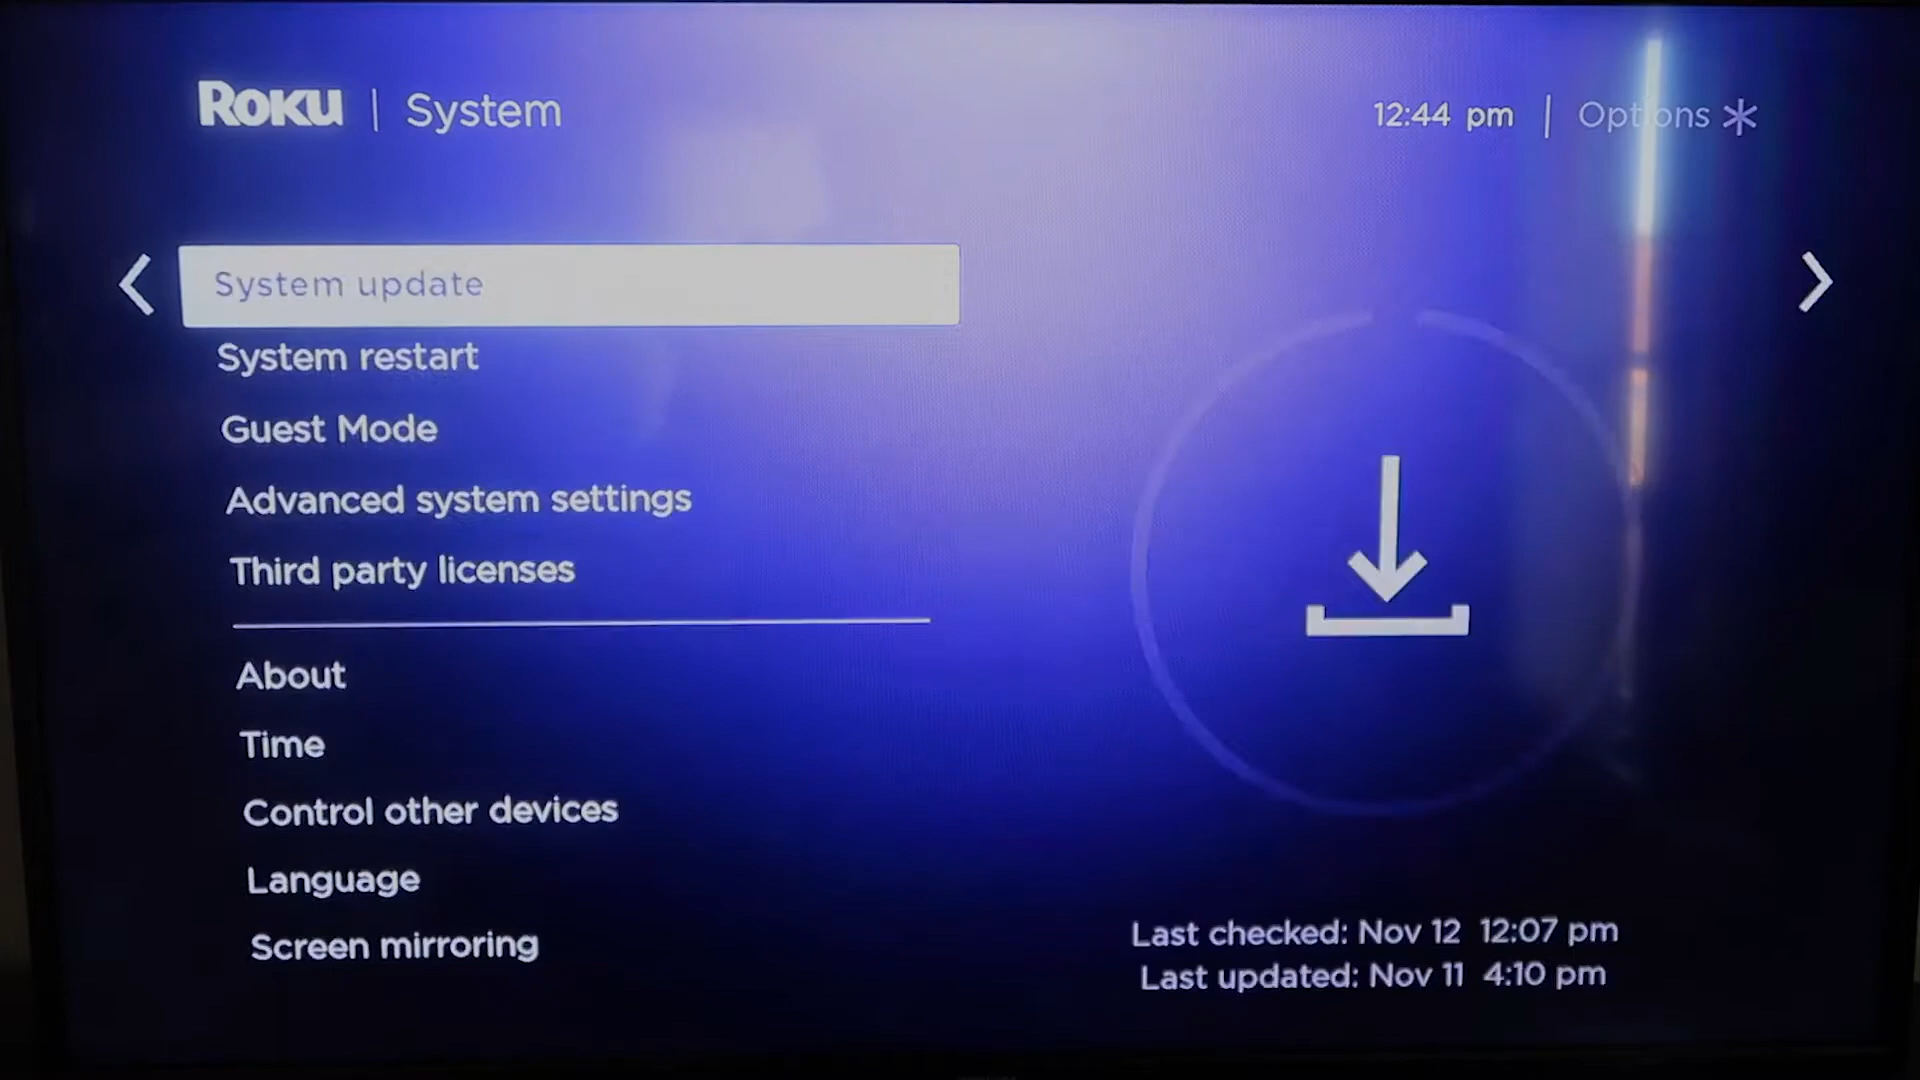 Roku | System
12:44 pm | Options *
System update
System restart
Guest Mode
Advanced system settings
Third party licenses
About
Time
Control other devices
Language
Screen mirroring
Last checked: Nov 12 12:07 pm
Last updated: Nov 11 4:10 pm